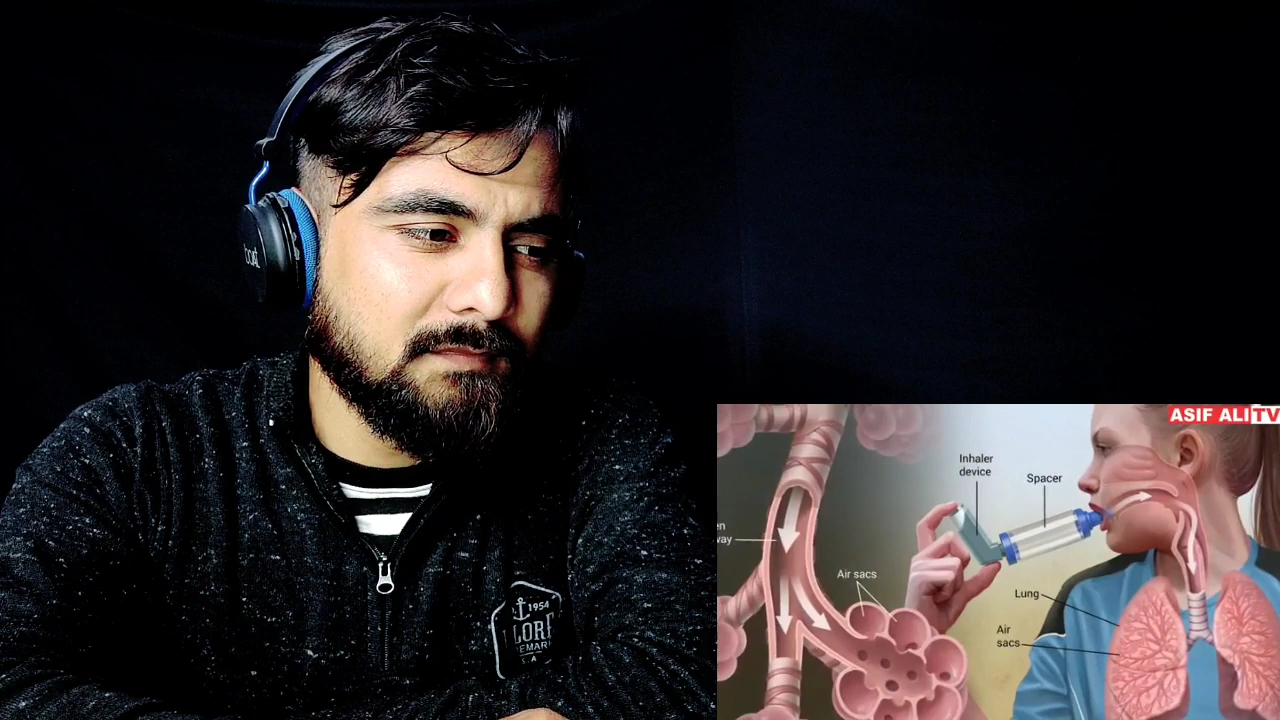 boAt
1954
ASIF ALI TV
Inhaler
device
Spacer
Air sacs
Lung
Air
sacs